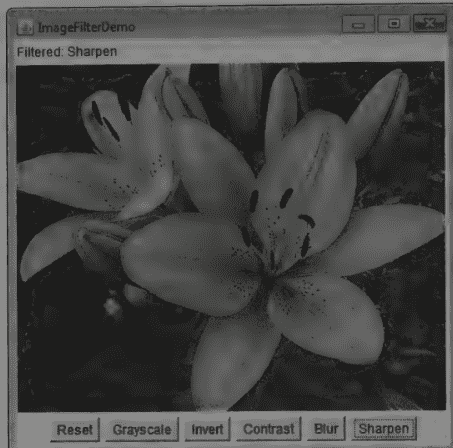 ImageFilterDemo
Filtered: Sharpen
Reset Grayscale Invert Contrast Blur Sharpen